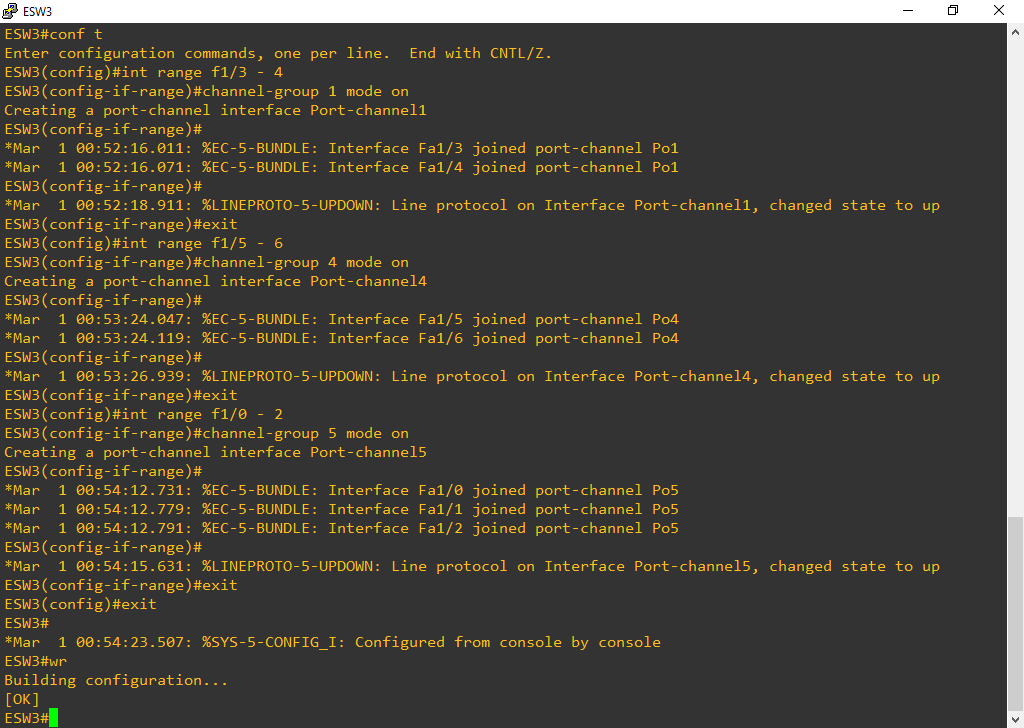 ESW3
ESW3#conf t
Enter configuration commands, one per line.  End with CNTL/Z.
ESW3(config)#int range f1/3 - 4
ESW3(config-if-range)#channel-group 1 mode on
Creating a port-channel interface Port-channel1
ESW3(config-if-range)#
*Mar  1 00:52:16.011: %EC-5-BUNDLE: Interface Fa1/3 joined port-channel Po1
*Mar  1 00:52:16.071: %EC-5-BUNDLE: Interface Fa1/4 joined port-channel Po1
ESW3(config-if-range)#
*Mar  1 00:52:18.911: %LINEPROTO-5-UPDOWN: Line protocol on Interface Port-channel1, changed state to up
ESW3(config-if-range)#exit
ESW3(config)#int range f1/5 - 6
ESW3(config-if-range)#channel-group 4 mode on
Creating a port-channel interface Port-channel4
ESW3(config-if-range)#
*Mar  1 00:53:24.047: %EC-5-BUNDLE: Interface Fa1/5 joined port-channel Po4
*Mar  1 00:53:24.119: %EC-5-BUNDLE: Interface Fa1/6 joined port-channel Po4
ESW3(config-if-range)#
*Mar  1 00:53:26.939: %LINEPROTO-5-UPDOWN: Line protocol on Interface Port-channel4, changed state to up
ESW3(config-if-range)#exit
ESW3(config)#int range f1/0 - 2
ESW3(config-if-range)#channel-group 5 mode on
Creating a port-channel interface Port-channel5
ESW3(config-if-range)#
*Mar  1 00:54:12.731: %EC-5-BUNDLE: Interface Fa1/0 joined port-channel Po5
*Mar  1 00:54:12.779: %EC-5-BUNDLE: Interface Fa1/1 joined port-channel Po5
*Mar  1 00:54:12.791: %EC-5-BUNDLE: Interface Fa1/2 joined port-channel Po5
ESW3(config-if-range)#
*Mar  1 00:54:15.631: %LINEPROTO-5-UPDOWN: Line protocol on Interface Port-channel5, changed state to up
ESW3(config-if-range)#exit
ESW3(config)#exit
ESW3#
*Mar  1 00:54:23.507: %SYS-5-CONFIG_I: Configured from console by console
ESW3#wr
Building configuration...
[OK]
ESW3#